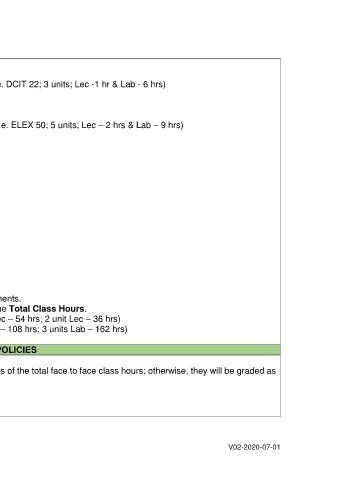 . DCIT 22; 3 units; Lec -1 hr & Lab - 6 hrs)
.e. ELEX 50; 5 units; Lec – 2 hrs & Lab – 9 hrs)
ents.
Total Class Hours.
c – 54 hrs; 2 unit Lec – 36 hrs)
– 108 hrs; 3 units Lab – 162 hrs)
POLICIES
s of the total face to face class hours; otherwise, they will be graded as
V02-2020-07-01